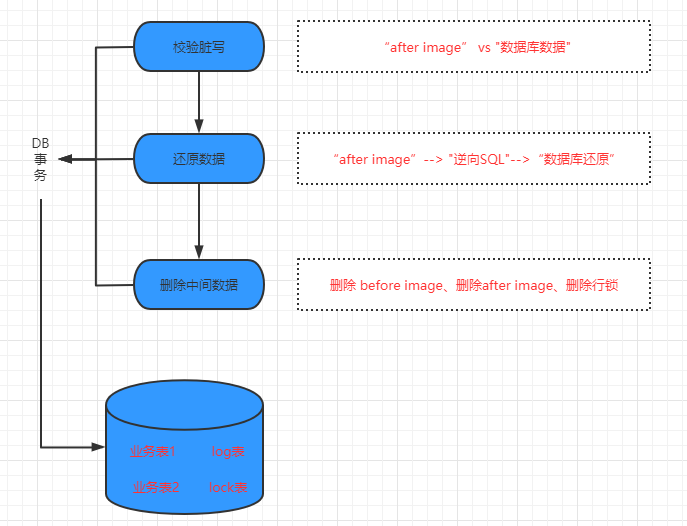 校验脏写
“after image” vs "数据库数据"
DB
事
务
还原数据
“after image”--> "逆向SQL"-->“数据库还原”
删除中间数据
删除 before image、删除after image、删除行锁
业务表1 log表
业务表2 lock表